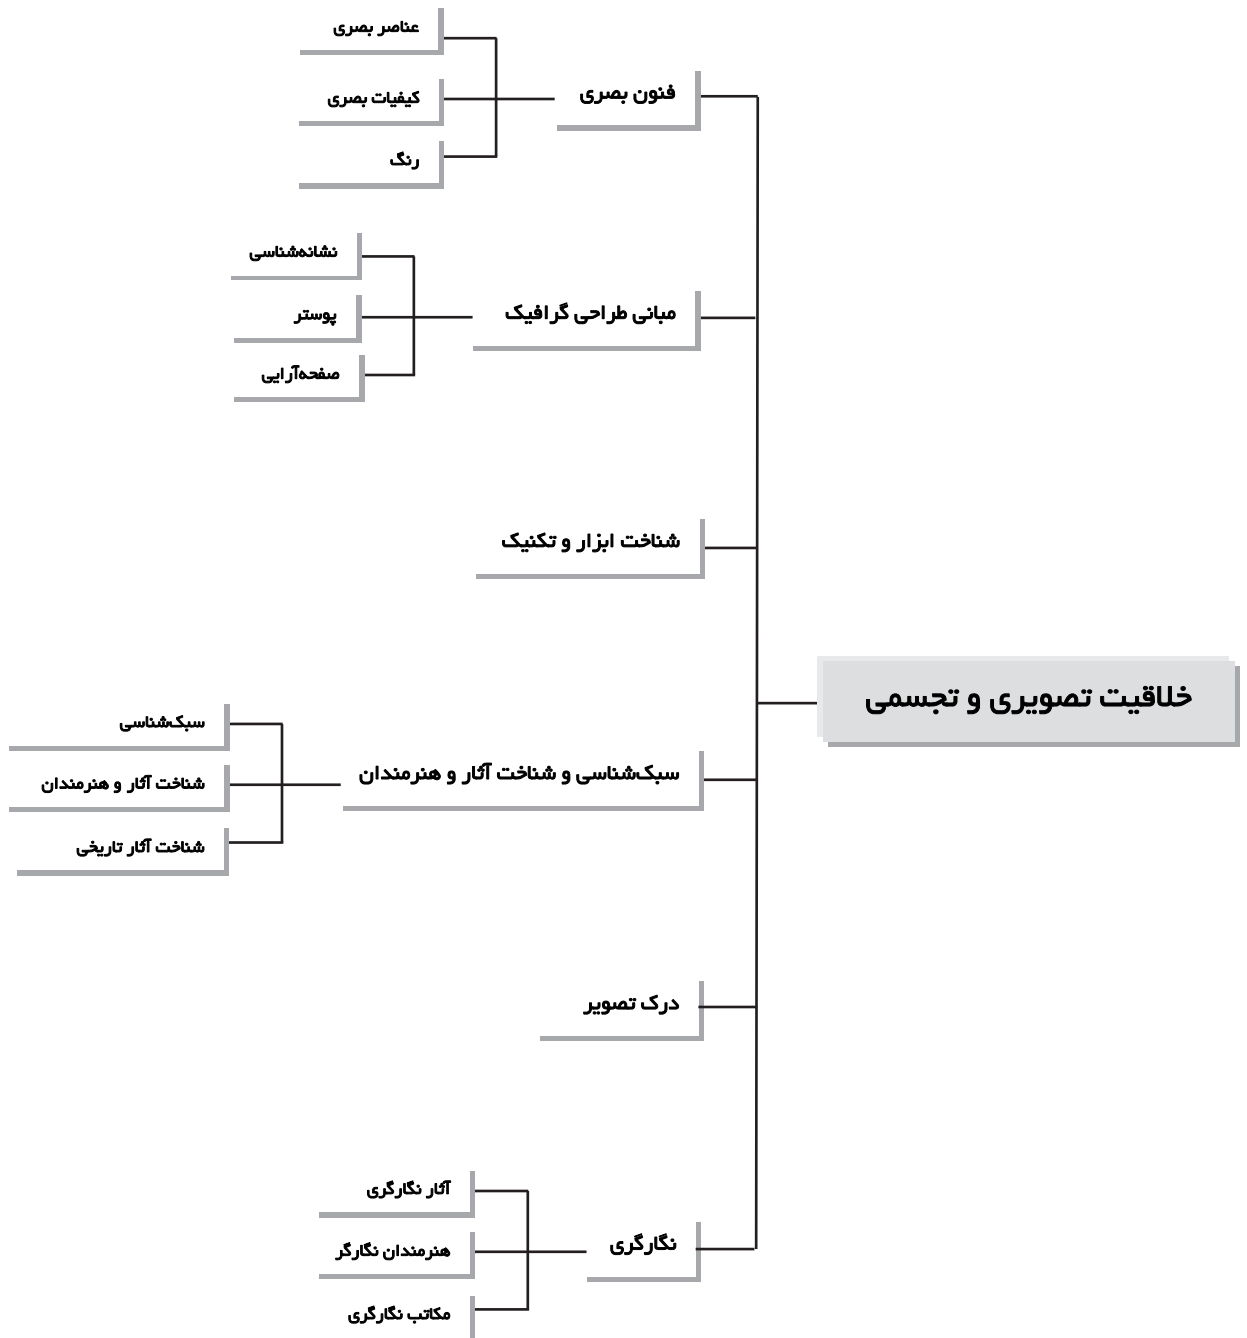 خلاقیت تصویری و تجسمی
فنون بصری
عناصر بصری
کیفیات بصری
رنگ
مبانی طراحی گرافیک
نشانه‌شناسی
پوستر
صفحه‌آرایی
شناخت ابزار و تکنیک
سبک‌شناسی و شناخت آثار و هنرمندان
سبک‌شناسی
شناخت آثار و هنرمندان
شناخت آثار تاریخی
درک تصویر
نگارگری
آثار نگارگری
هنرمندان نگارگر
مکاتب نگارگری